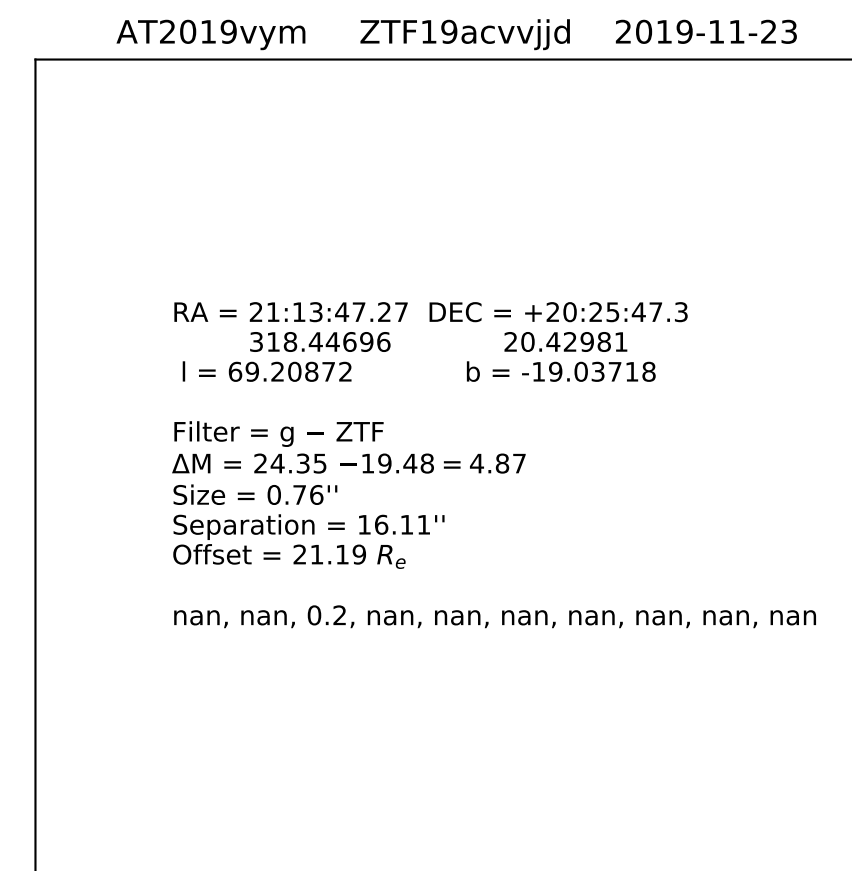 AT2019vym ZTF19acvvjjd 2019-11-23
RA = 21:13:47.27 DEC = +20:25:47.3
318.44696 20.42981
l = 69.20872 b = -19.03718
Filter = g − ZTF
ΔM = 24.35 −19.48 = 4.87
Size = 0.76''
Separation = 16.11''
Offset = 21.19 Rₑ
nan, nan, 0.2, nan, nan, nan, nan, nan, nan, nan